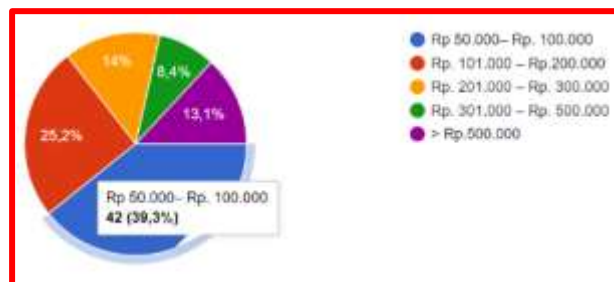 14%
8,4%
13,1%
25,2%
Rp 50.000– Rp. 100.000
42 (39,3%)
Rp 50.000– Rp. 100.000
Rp. 101.000 – Rp.200.000
Rp. 201.000 – Rp. 300.000
Rp. 301.000 – Rp. 500.000
> Rp.500.000